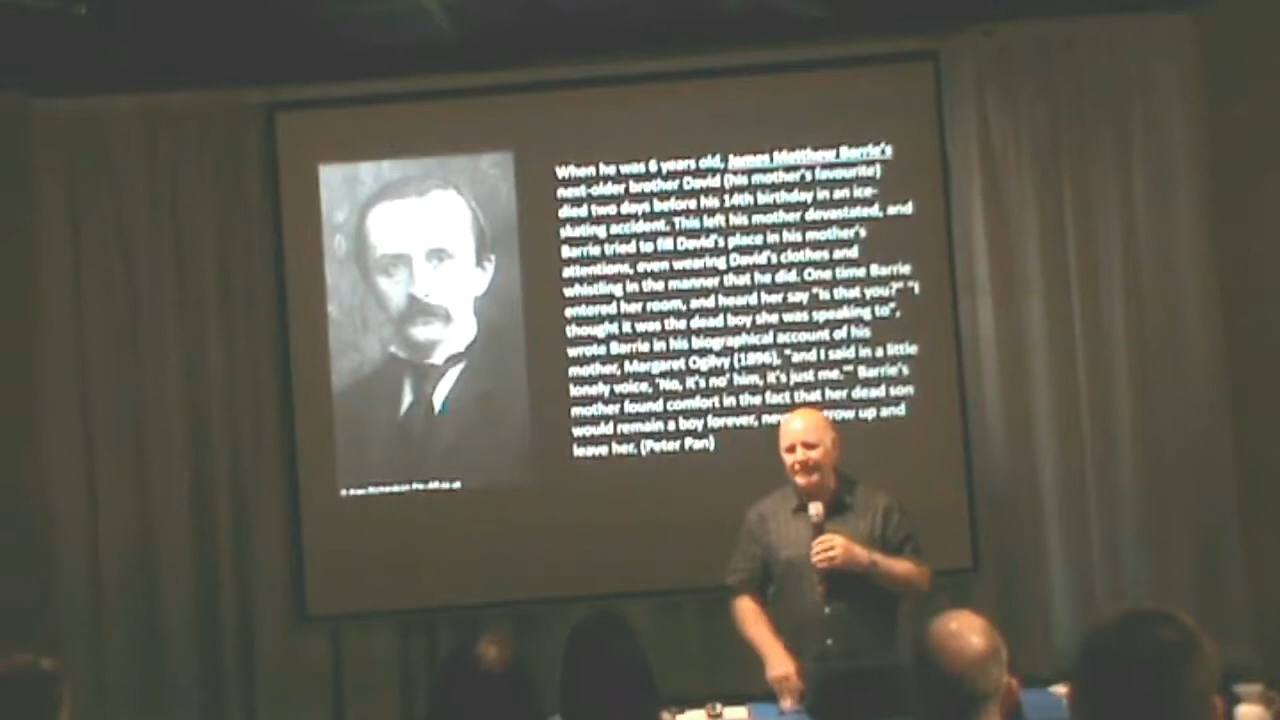 When he was 6 years old, James Matthew Barrie's
next-older brother David (his mother's favourite)
died two days before his 14th birthday in an ice-
skating accident. This left his mother devastated, and
Barrie tried to fill David's place in his mother's
attentions, even wearing David's clothes and
whistling in the manner that he did. One time Barrie
entered her room, and heard her say "Is that you?" "I
thought it was the dead boy she was speaking to",
wrote Barrie in his biographical account of his
mother, Margaret Ogilvy (1896), "and I said in a little
lonely voice, 'No, it's no' him, it's just me.'" Barrie's
mother found comfort in the fact that her dead son
would remain a boy forever, up and
leave her. (Peter Pan)